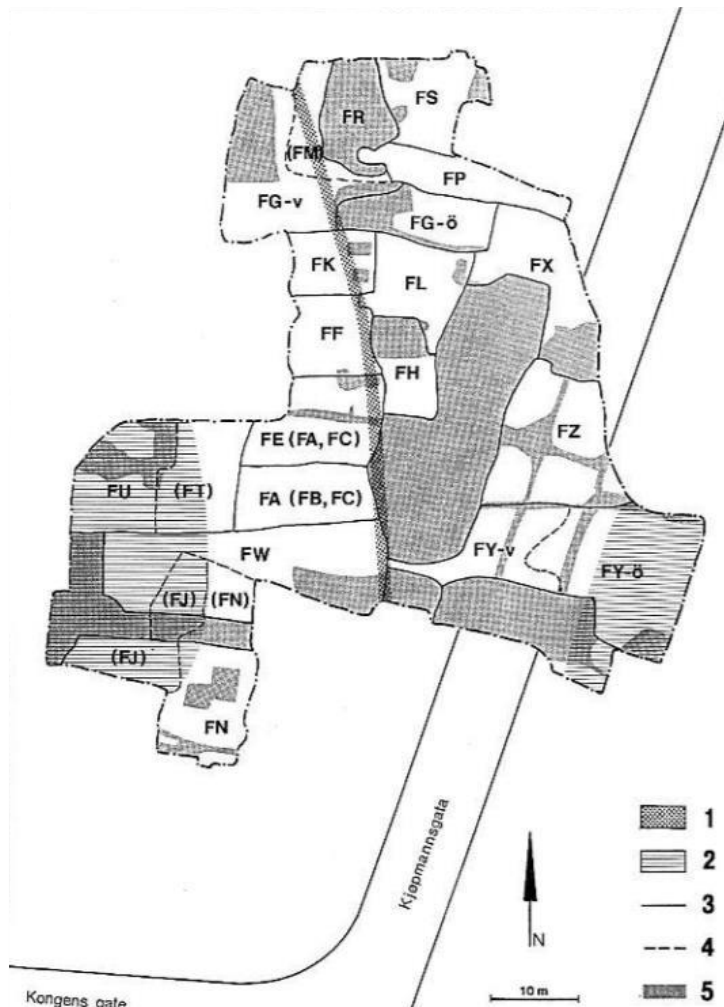 FS
FR
(FM)
FP
FG-v
FG-ö
FK
FL
FX
FF
FH
FE (FA, FC)
FZ
FU
(FT)
FA (FB, FC)
FW
FY-v
FY-ö
(FJ)
(FN)
(FJ)
FN
Kjøpmannsgata
N
10 m
Kongens gate
1
2
3
4
5